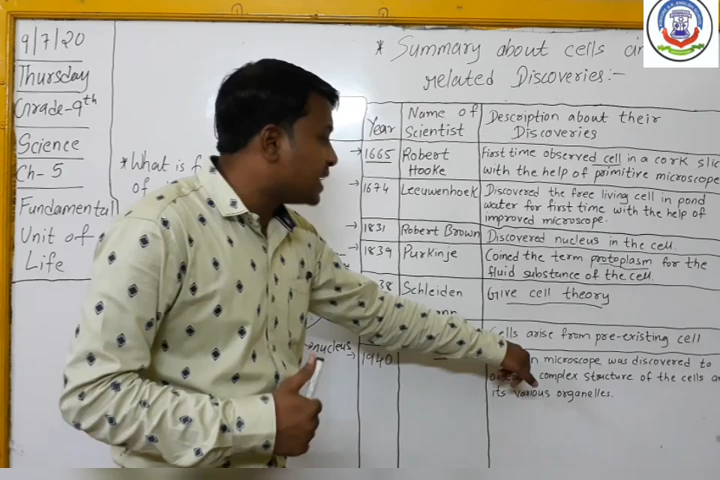 9/7/20
Thursday
Grade-9th
Science
Ch-5
Fundamental
Unit of
Life
* What is
of
nucleus
* Summary about cells
related Discoveries:-
Year
Name of Scientist
Description about their Discoveries
→ 1665
Robert Hooke
First time observed cell in a cork
with the help of primitive microscope
→ 1674
Leeuwenhoek
Discovered the free living cell in pond
water for first time with the help of
improved microscope.
→ 1831
Robert Brown
Discovered nucleus in the cell.
→ 1839
Purkinje
Coined the term protoplasm for the
fluid substance of the cell.
Schleiden
Give cell theory
Cells arise from pre-existing cell
→ 1940
microscope was discovered to
complex structure of the cells
its various organelles.